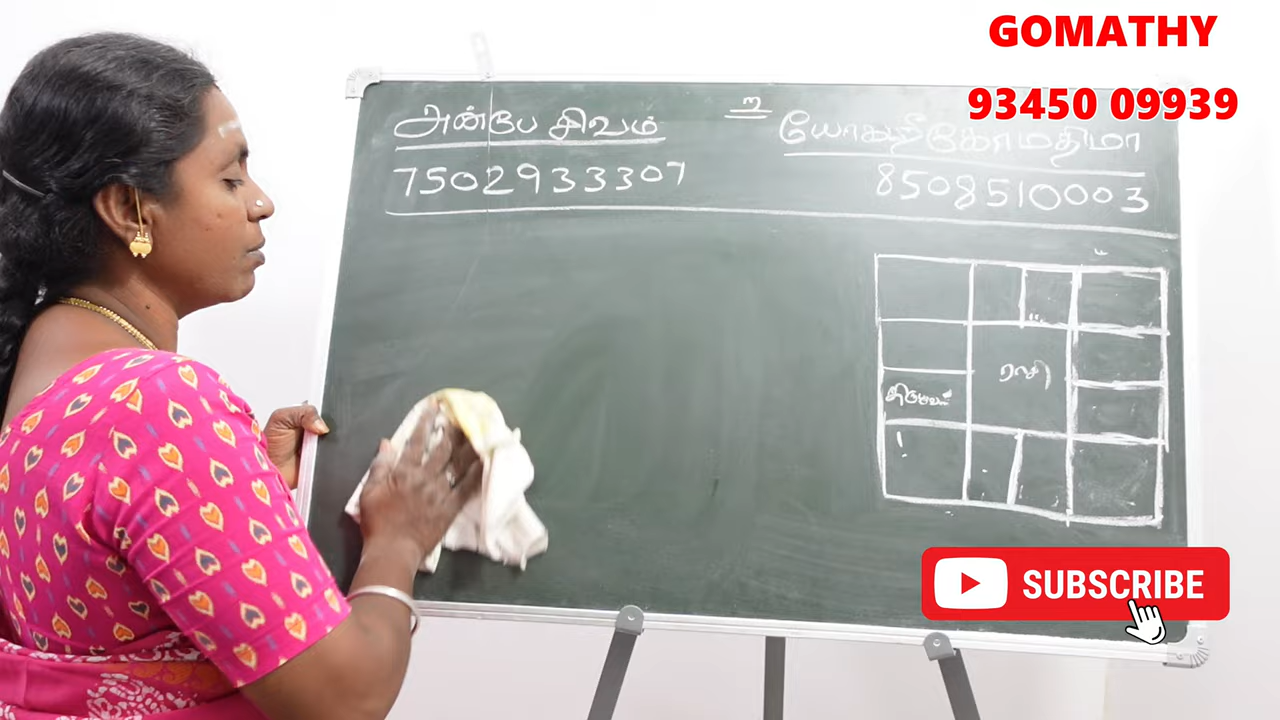 GOMATHY
93450 09939
அன்பே சிவம்
உ
யோகஸ்ரீ கோமதிமா
7502933307
8508510003
ராசி
SUBSCRIBE